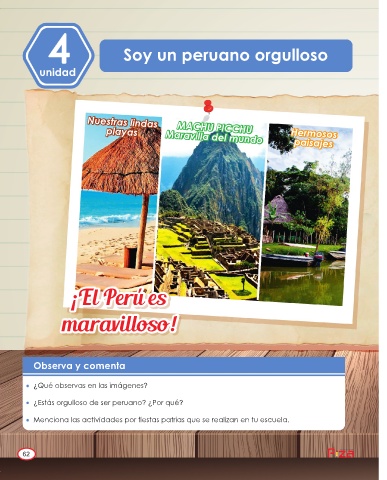 4
unidad
Soy un peruano orgulloso
Nuestras lindas
playas
MACHU PICCHU
Maravilla del mundo
Hermosos
paisajes
¡El Perú es
maravilloso!
Observa y comenta
• ¿Qué observas en las imágenes?
• ¿Estás orgulloso de ser peruano? ¿Por qué?
• Menciona las actividades por fiestas patrias que se realizan en tu escuela.
62